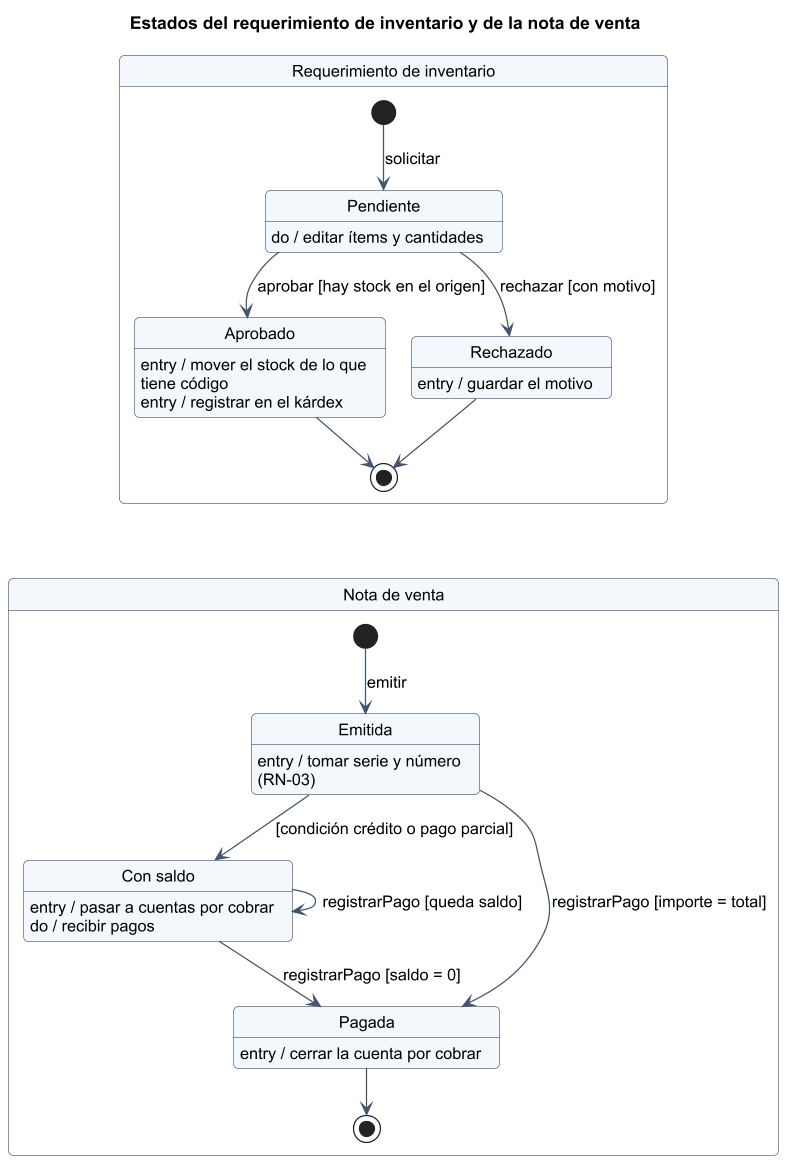 Estados del requerimiento de inventario y de la nota de venta
Requerimiento de inventario
solicitar
Pendiente
do / editar ítems y cantidades
aprobar [hay stock en el origen]
rechazar [con motivo]
Aprobado
entry / mover el stock de lo que
tiene código
entry / registrar en el kárdex
Rechazado
entry / guardar el motivo
Nota de venta
emitir
Emitida
entry / tomar serie y número
(RN-03)
[condición crédito o pago parcial]
Con saldo
entry / pasar a cuentas por cobrar
do / recibir pagos
registrarPago [queda saldo]
registrarPago [importe = total]
registrarPago [saldo = 0]
Pagada
entry / cerrar la cuenta por cobrar